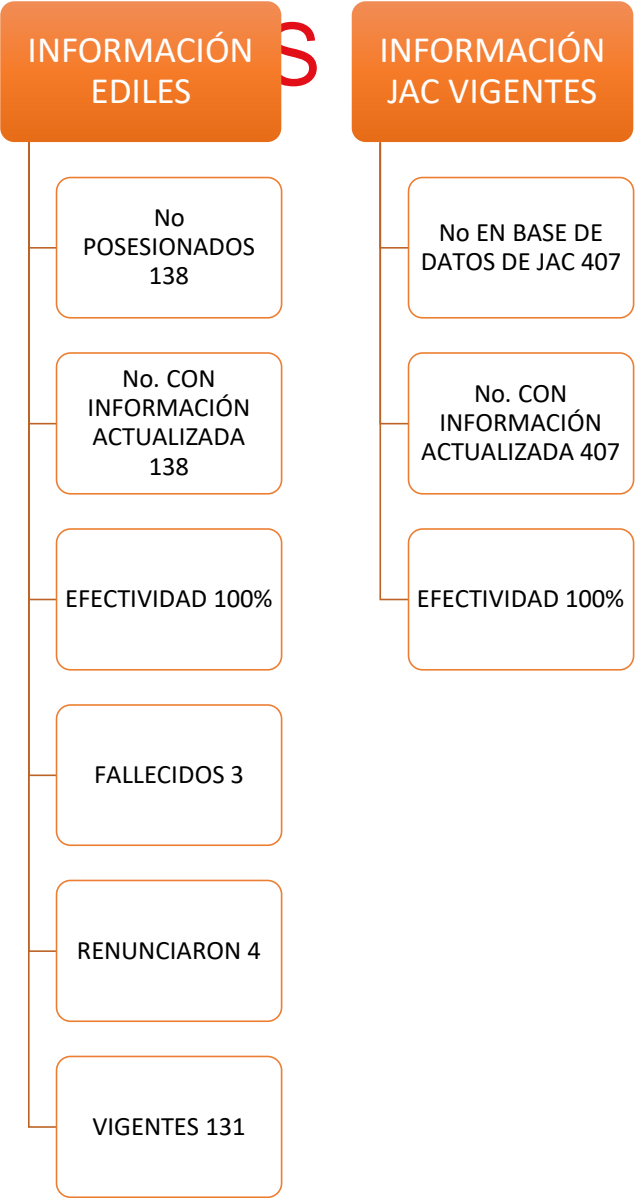 INFORMACIÓN
EDILES
S
No
POSESIONADOS
138
No. CON
INFORMACIÓN
ACTUALIZADA
138
EFECTIVIDAD 100%
FALLECIDOS 3
RENUNCIARON 4
VIGENTES 131
INFORMACIÓN
JAC VIGENTES
No EN BASE DE
DATOS DE JAC 407
No. CON
INFORMACIÓN
ACTUALIZADA 407
EFECTIVIDAD 100%